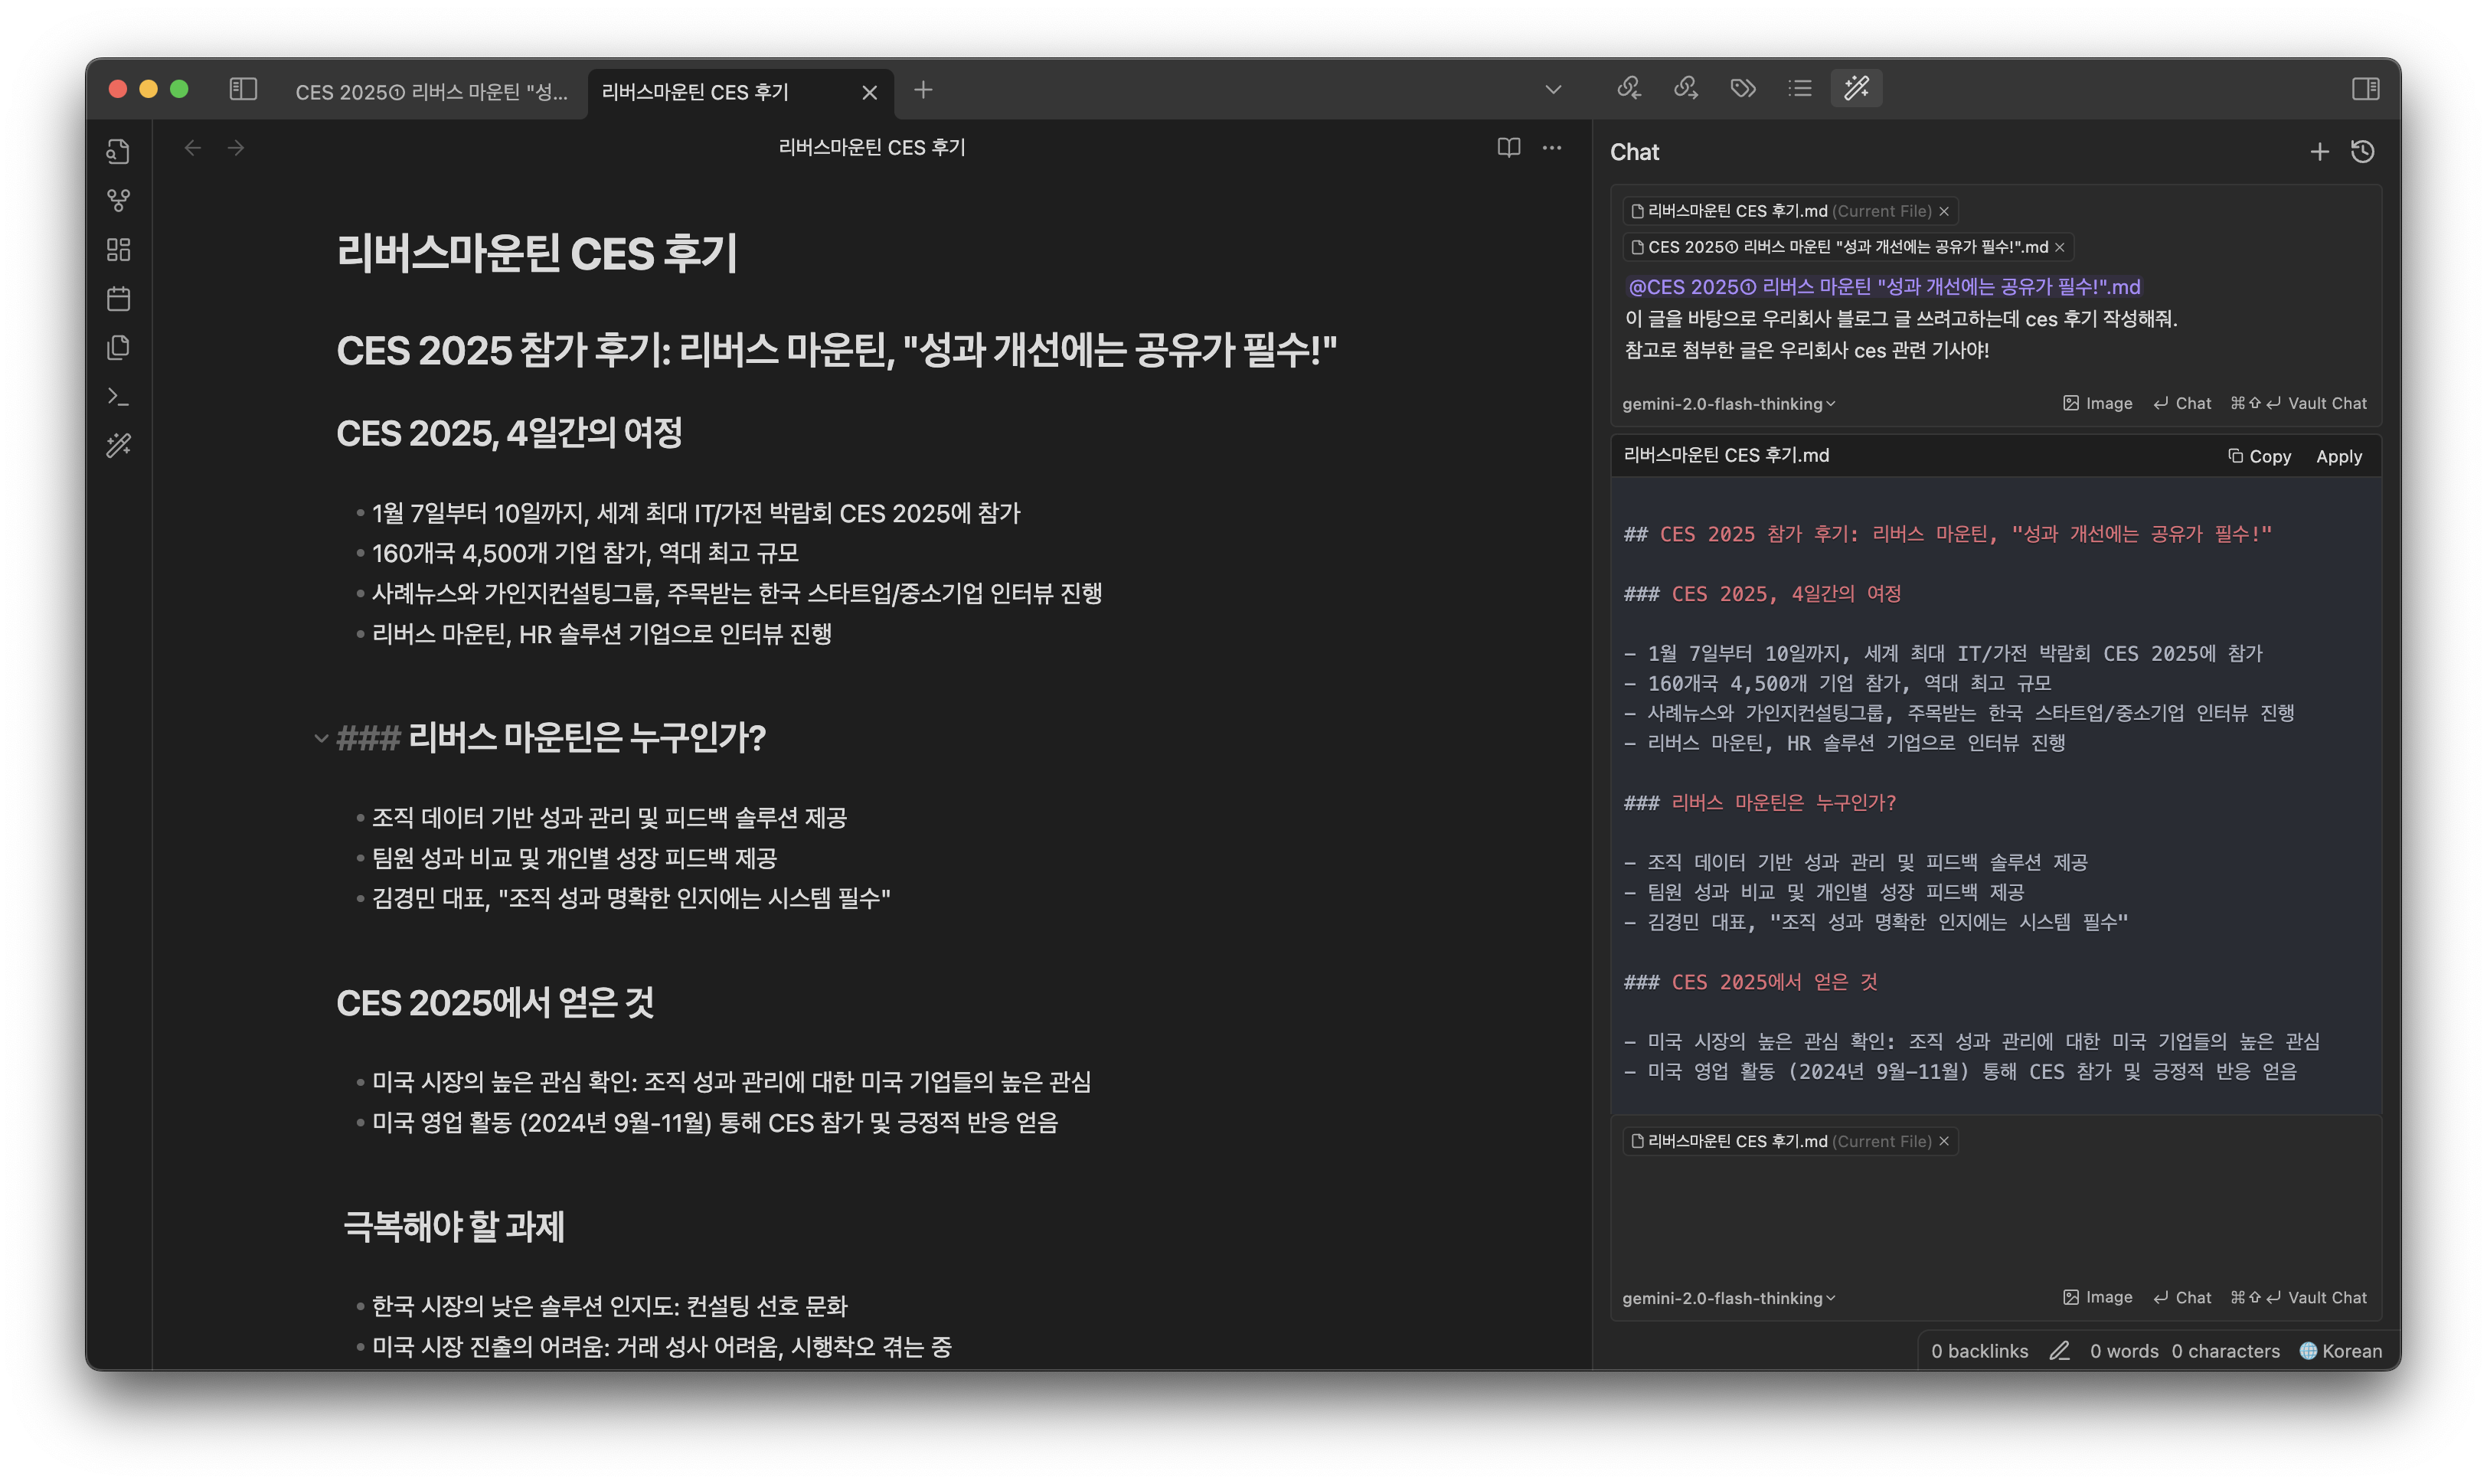 CES 2025① 리버스 마운틴 "성...
리버스마운틴 CES 후기
리버스마운틴 CES 후기
리버스마운틴 CES 후기
CES 2025 참가 후기: 리버스 마운틴, "성과 개선에는 공유가 필수!"
CES 2025, 4일간의 여정
1월 7일부터 10일까지, 세계 최대 IT/가전 박람회 CES 2025에 참가
160개국 4,500개 기업 참가, 역대 최고 규모
사례뉴스와 가인지컨설팅그룹, 주목받는 한국 스타트업/중소기업 인터뷰 진행
리버스 마운틴, HR 솔루션 기업으로 인터뷰 진행
### 리버스 마운틴은 누구인가?
조직 데이터 기반 성과 관리 및 피드백 솔루션 제공
팀원 성과 비교 및 개인별 성장 피드백 제공
김경민 대표, "조직 성과 명확한 인지에는 시스템 필수"
CES 2025에서 얻은 것
미국 시장의 높은 관심 확인: 조직 성과 관리에 대한 미국 기업들의 높은 관심
미국 영업 활동 (2024년 9월-11월) 통해 CES 참가 및 긍정적 반응 얻음
극복해야 할 과제
한국 시장의 낮은 솔루션 인지도: 컨설팅 선호 문화
미국 시장 진출의 어려움: 거래 성사 어려움, 시행착오 겪는 중
Chat
리버스마운틴 CES 후기.md (Current File)
CES 2025① 리버스 마운틴 "성과 개선에는 공유가 필수!".md
@CES 2025① 리버스 마운틴 "성과 개선에는 공유가 필수!".md
이 글을 바탕으로 우리회사 블로그 글 쓰려고하는데 ces 후기 작성해줘.
참고로 첨부한 글은 우리회사 ces 관련 기사야!
gemini-2.0-flash-thinking Image Chat ⌘⇧↵ Vault Chat
리버스마운틴 CES 후기.md Copy Apply
## CES 2025 참가 후기: 리버스 마운틴, "성과 개선에는 공유가 필수!"
### CES 2025, 4일간의 여정
- 1월 7일부터 10일까지, 세계 최대 IT/가전 박람회 CES 2025에 참가
- 160개국 4,500개 기업 참가, 역대 최고 규모
- 사례뉴스와 가인지컨설팅그룹, 주목받는 한국 스타트업/중소기업 인터뷰 진행
- 리버스 마운틴, HR 솔루션 기업으로 인터뷰 진행
### 리버스 마운틴은 누구인가?
- 조직 데이터 기반 성과 관리 및 피드백 솔루션 제공
- 팀원 성과 비교 및 개인별 성장 피드백 제공
- 김경민 대표, "조직 성과 명확한 인지에는 시스템 필수"
### CES 2025에서 얻은 것
- 미국 시장의 높은 관심 확인: 조직 성과 관리에 대한 미국 기업들의 높은 관심
- 미국 영업 활동 (2024년 9월-11월) 통해 CES 참가 및 긍정적 반응 얻음
리버스마운틴 CES 후기.md (Current File)
gemini-2.0-flash-thinking Image Chat ⌘⇧↵ Vault Chat
0 backlinks 0 words 0 characters Korean